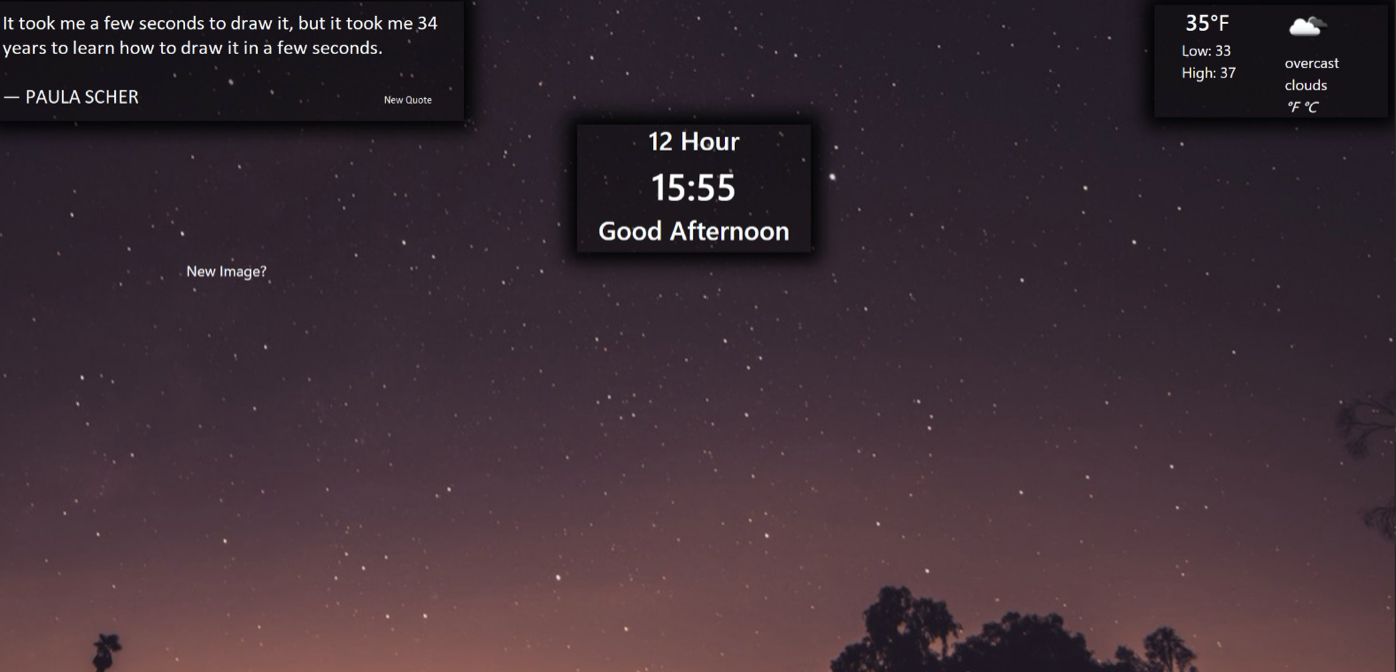 It took me a few seconds to draw it, but it took me 34
years to learn how to draw it in a few seconds.
— PAULA SCHER
New Quote
12 Hour
15:55
Good Afternoon
35°F
Low: 33
High: 37
overcast
clouds
°F °C
New Image?